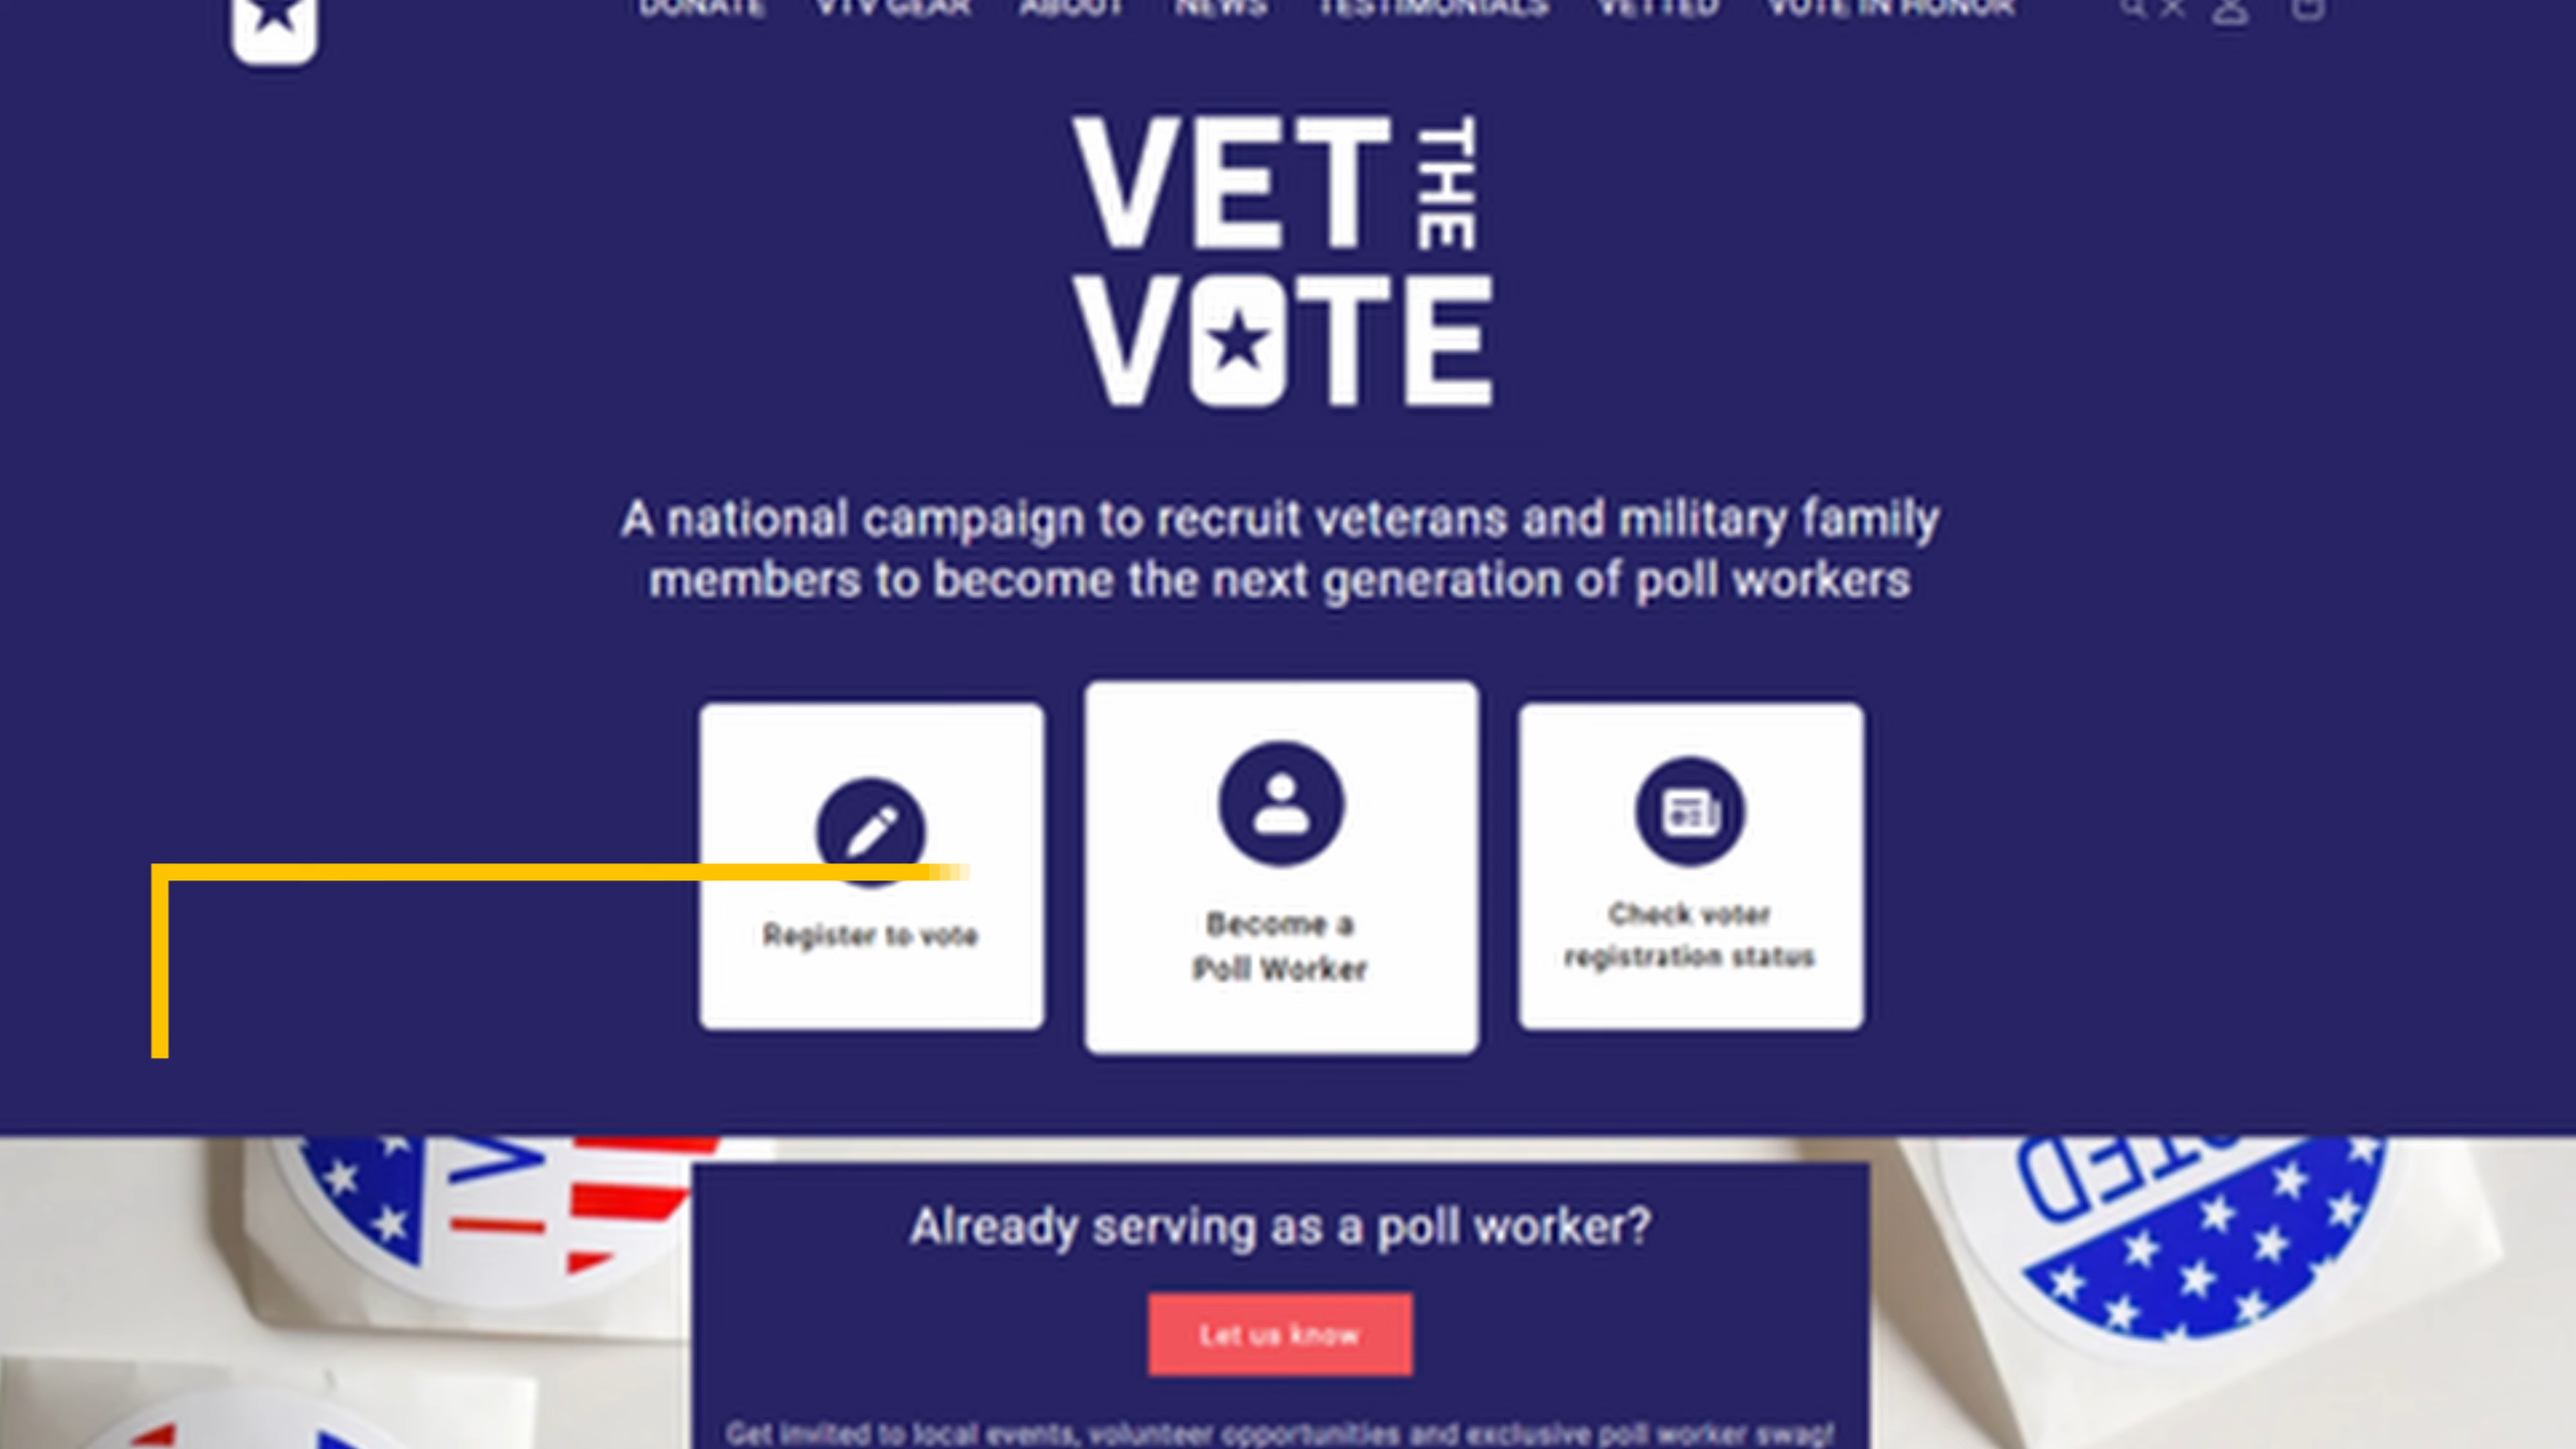 DONATE VTV GEAR ABOUT NEWS TESTIMONIALS VETTED VOTE IN HONOR
VET THE
VOTE
A national campaign to recruit veterans and military family
members to become the next generation of poll workers
Register to vote
Become a
Poll Worker
Check voter
registration status
Already serving as a poll worker?
Let us know
Get invited to local events, volunteer opportunities and exclusive poll worker swag!